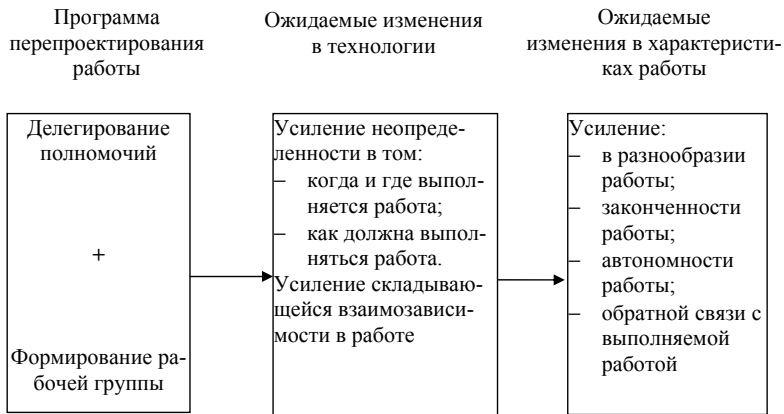 Программа
перепроектирования
работы
Ожидаемые изменения
в технологии
Ожидаемые
изменения в характеристи-
ках работы
Делегирование
полномочий
+
Формирование ра-
бочей группы
Усиление неопреде-
ленности в том:
– когда и где выпол-
няется работа;
– как должна выпол-
няться работа.
Усиление складываю-
щейся взаимозависи-
мости в работе
Усиление:
– в разнообразии
работы;
– законченности
работы;
– автономности
работы;
– обратной связи с
выполняемой
работой